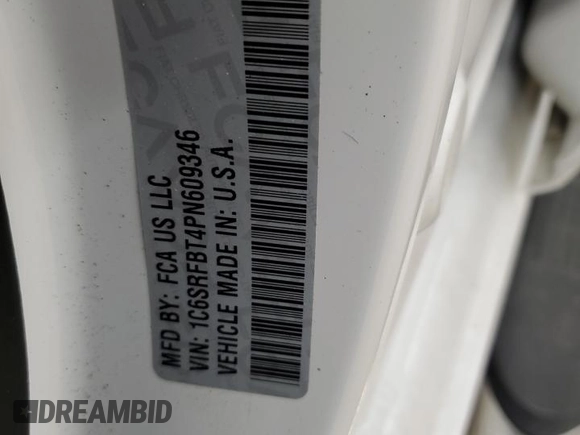 MFD BY: FCA US LLC
VIN: 1C6SRFBT4PN609346
VEHICLE MADE IN: U.S.A.
DREAMBID